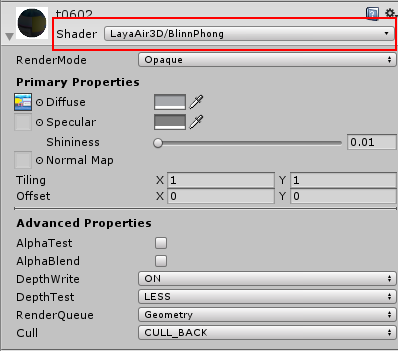 t0602
Shader LayaAir3D/BlinnPhong
RenderMode Opaque
Primary Properties
Diffuse
Specular
Shininess 0.01
Normal Map
Tiling X 1 Y 1
Offset X 0 Y 0
Advanced Properties
AlphaTest
AlphaBlend
DepthWrite ON
DepthTest LESS
RenderQueue Geometry
Cull CULL_BACK